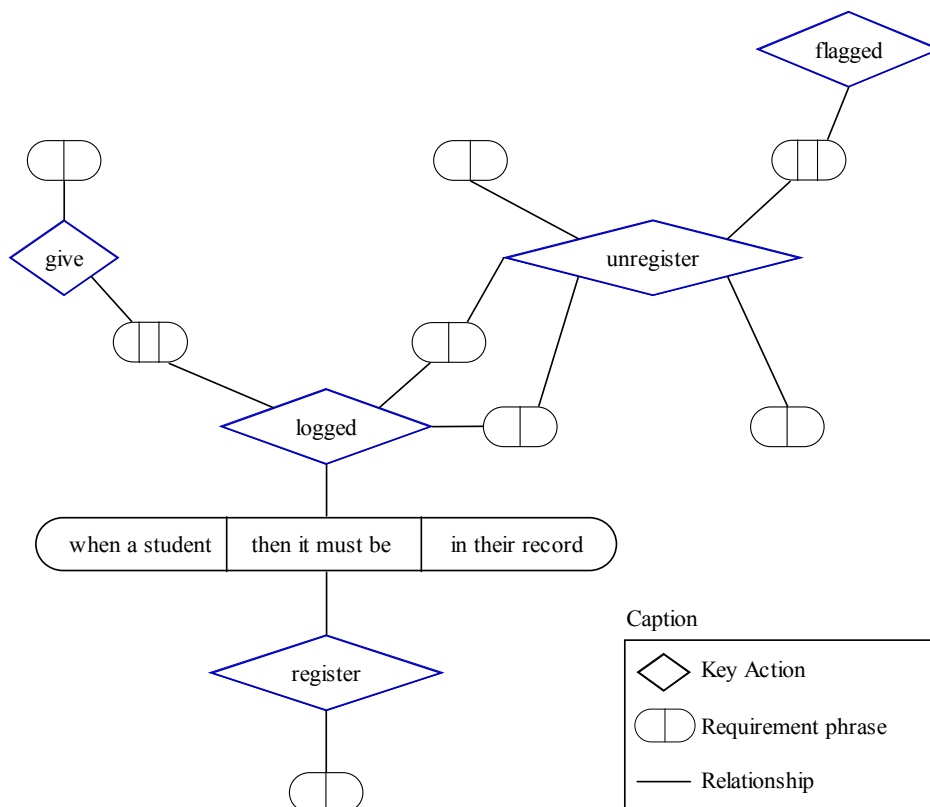 flagged
give
unregister
logged
when a student then it must be in their record
register
Caption
Key Action
Requirement phrase
Relationship